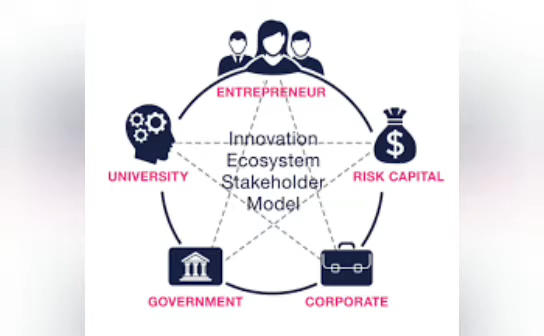 ENTREPRENEUR
Innovation
Ecosystem
Stakeholder
Model
UNIVERSITY
$
RISK CAPITAL
GOVERNMENT
CORPORATE